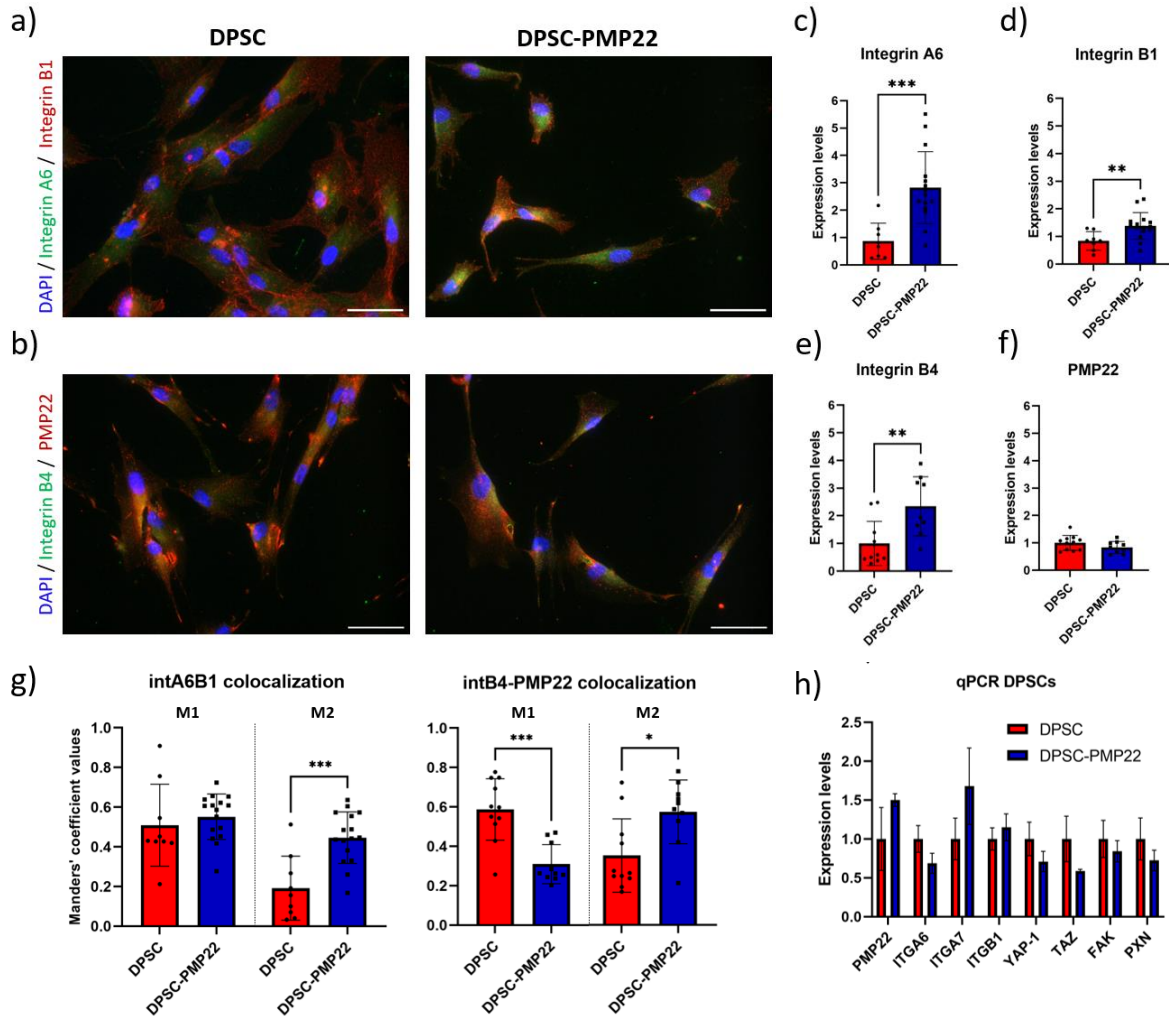 a)
DPSC
DPSC-PMP22
DAPI / Integrin A6 / Integrin B1
b)
DAPI / Integrin B4 / PMP22
c)
Integrin A6
***
Expression levels
6
5
4
3
2
1
0
DPSC
DPSC-PMP22
d)
Integrin B1
**
Expression levels
6
5
4
3
2
1
0
DPSC
DPSC-PMP22
e)
Integrin B4
**
Expression levels
6
5
4
3
2
1
0
DPSC
DPSC-PMP22
f)
PMP22
Expression levels
6
5
4
3
2
1
0
DPSC
DPSC-PMP22
g)
intA6B1 colocalization
M1
M2
***
Manders' coefficient values
1.0
0.8
0.6
0.4
0.2
0.0
DPSC
DPSC-PMP22
DPSC
DPSC-PMP22
intB4-PMP22 colocalization
M1
M2
***
*
1.0
0.8
0.6
0.4
0.2
0.0
DPSC
DPSC-PMP22
DPSC
DPSC-PMP22
h)
qPCR DPSCs
DPSC
DPSC-PMP22
Expression levels
2.5
2.0
1.5
1.0
0.5
0.0
PMP22
ITGA6
ITGA7
ITGB1
YAP-1
TAZ
FAK
PXN